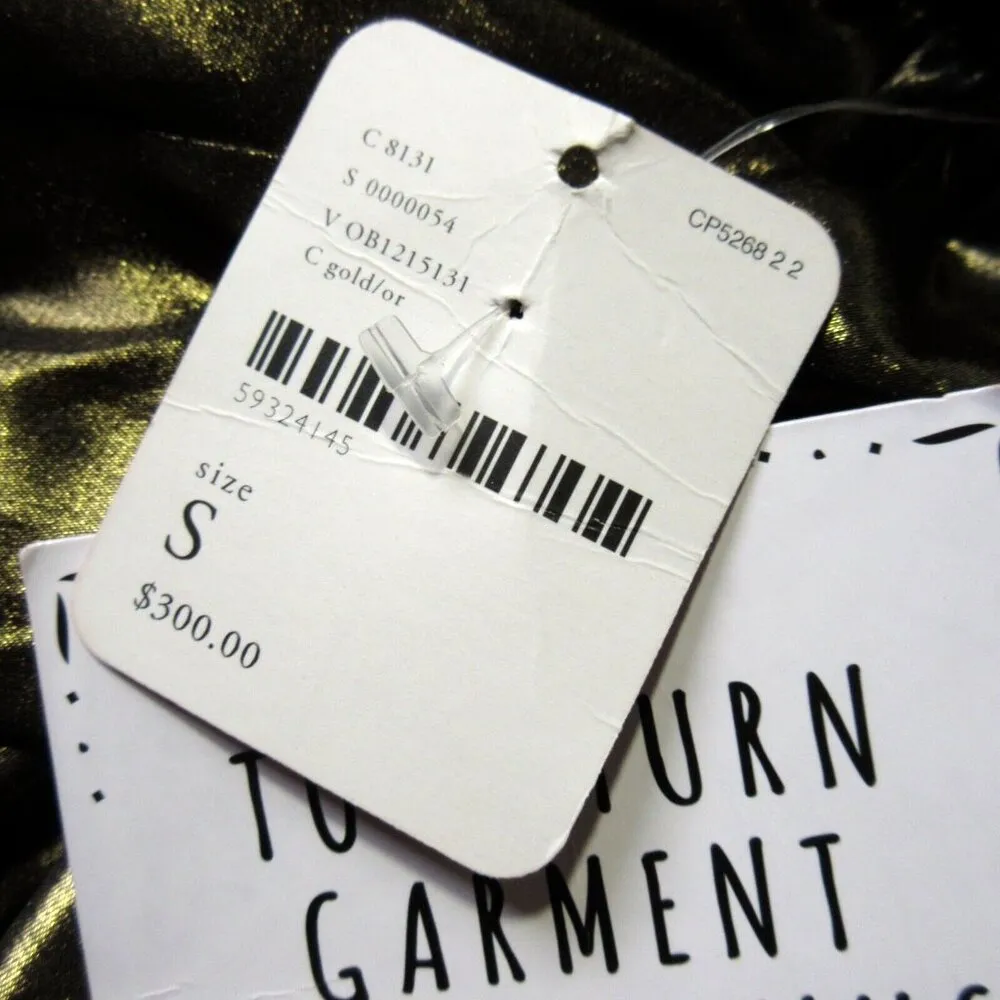 C 8131
S 0000054
V OB1215131
C gold/or
CP5268 2 2
59324145
size
S
$300.00
GARMENT